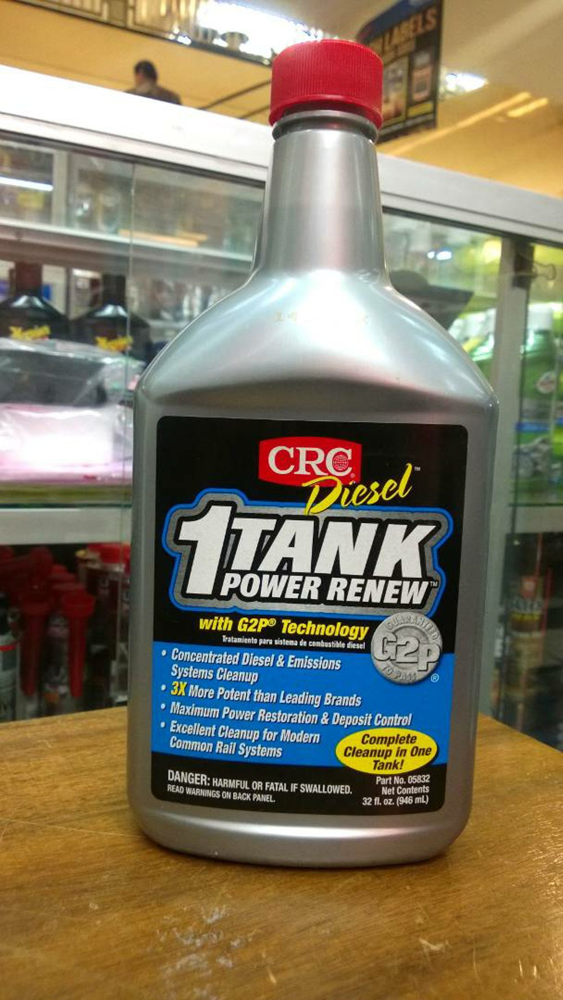 LABELS
CRC®
Diesel™
1TANK
POWER RENEW™
with G2P® Technology
Tratamiento para sistema de combustible diesel
GUARANTEED
G2P
TO PASS
®
• Concentrated Diesel & Emissions
Systems Cleanup
• 3X More Potent than Leading Brands
• Maximum Power Restoration & Deposit Control
• Excellent Cleanup for Modern
Common Rail Systems
Complete
Cleanup in One
Tank!
DANGER: HARMFUL OR FATAL IF SWALLOWED.
READ WARNINGS ON BACK PANEL.
Part No. 05832
Net Contents
32 fl. oz. (946 mL)